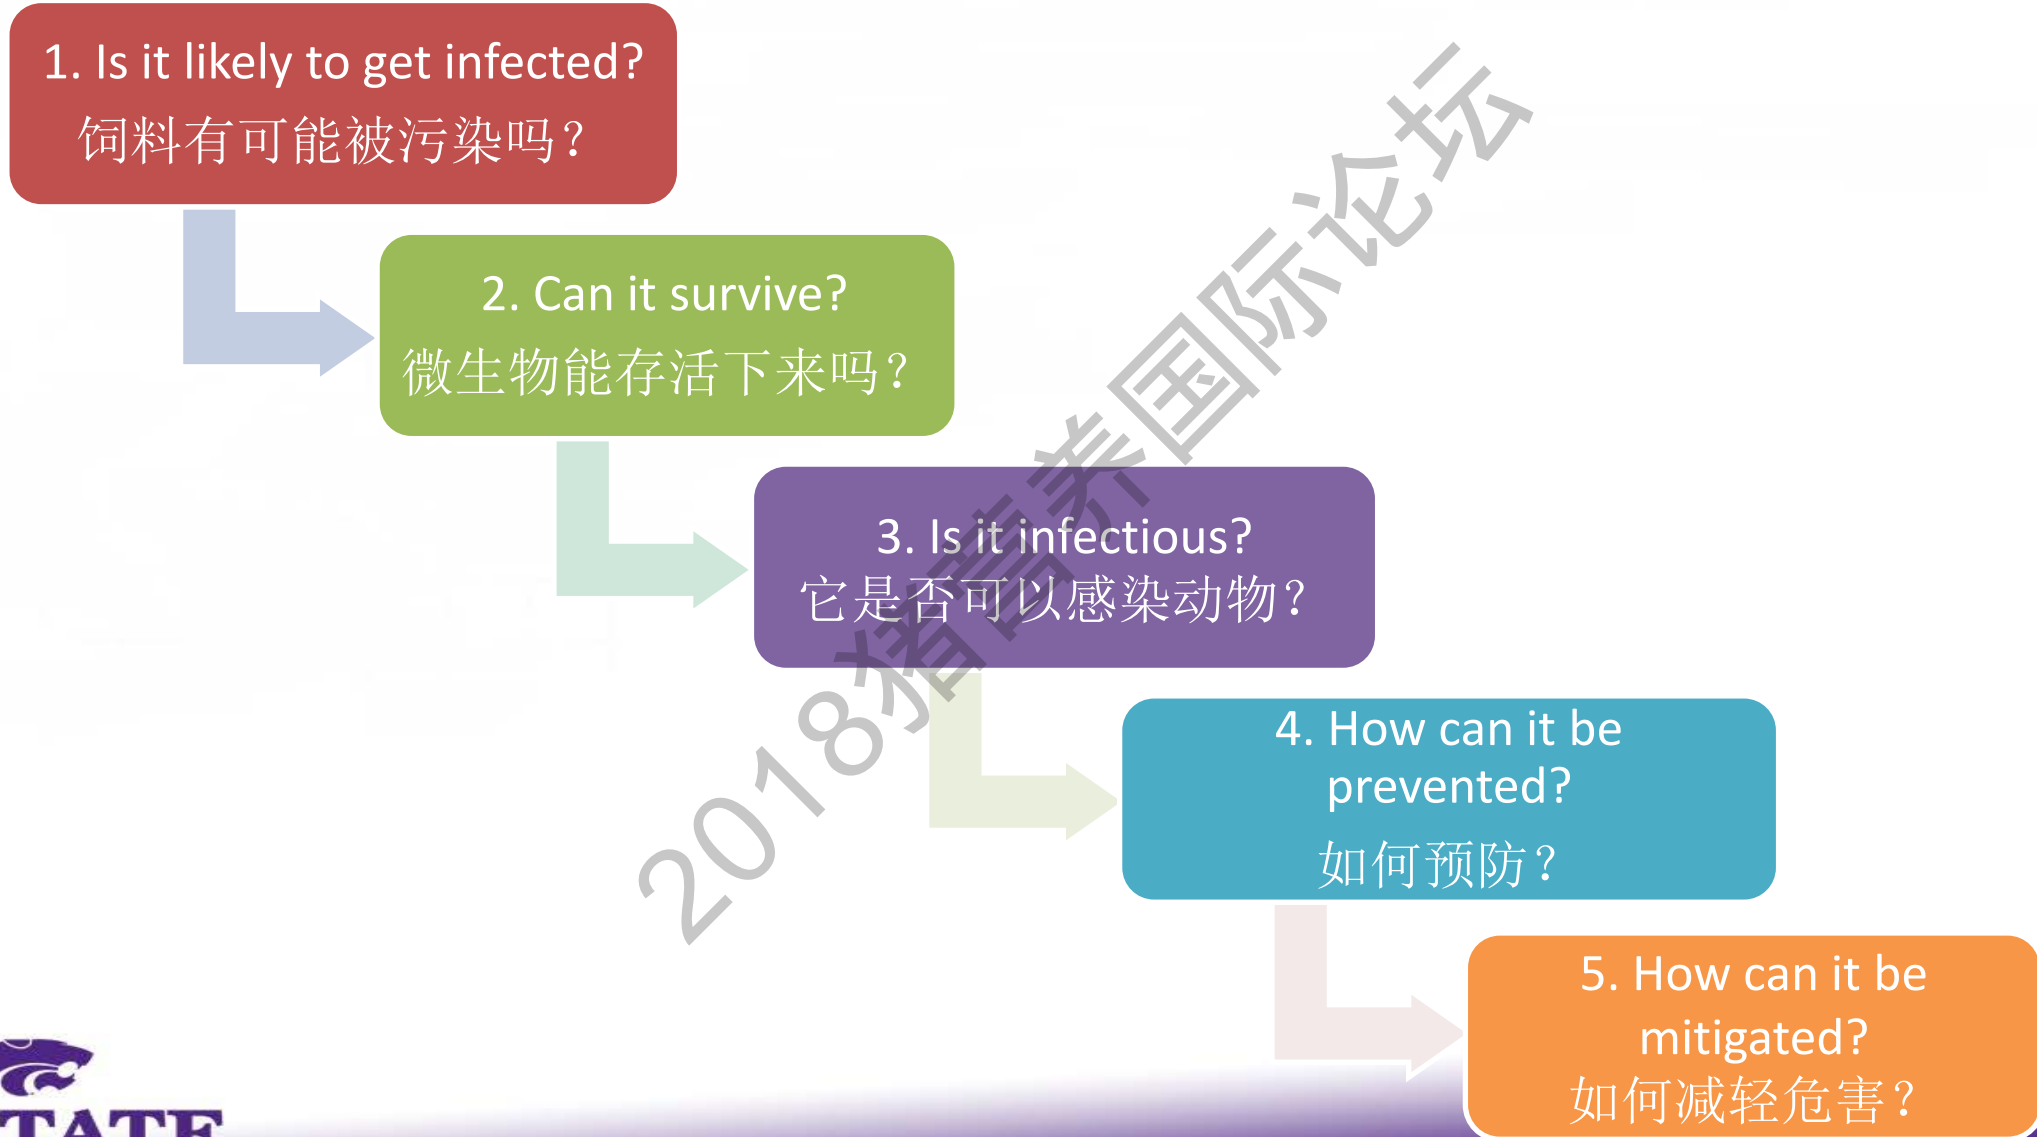 1. Is it likely to get infected?
饲料有可能被污染吗？
2. Can it survive?
微生物能存活下来吗？
3. Is it infectious?
它是否可以感染动物？
4. How can it be
prevented?
如何预防？
5. How can it be
mitigated?
如何减轻危害？
2018猪营养国际论坛
TATE